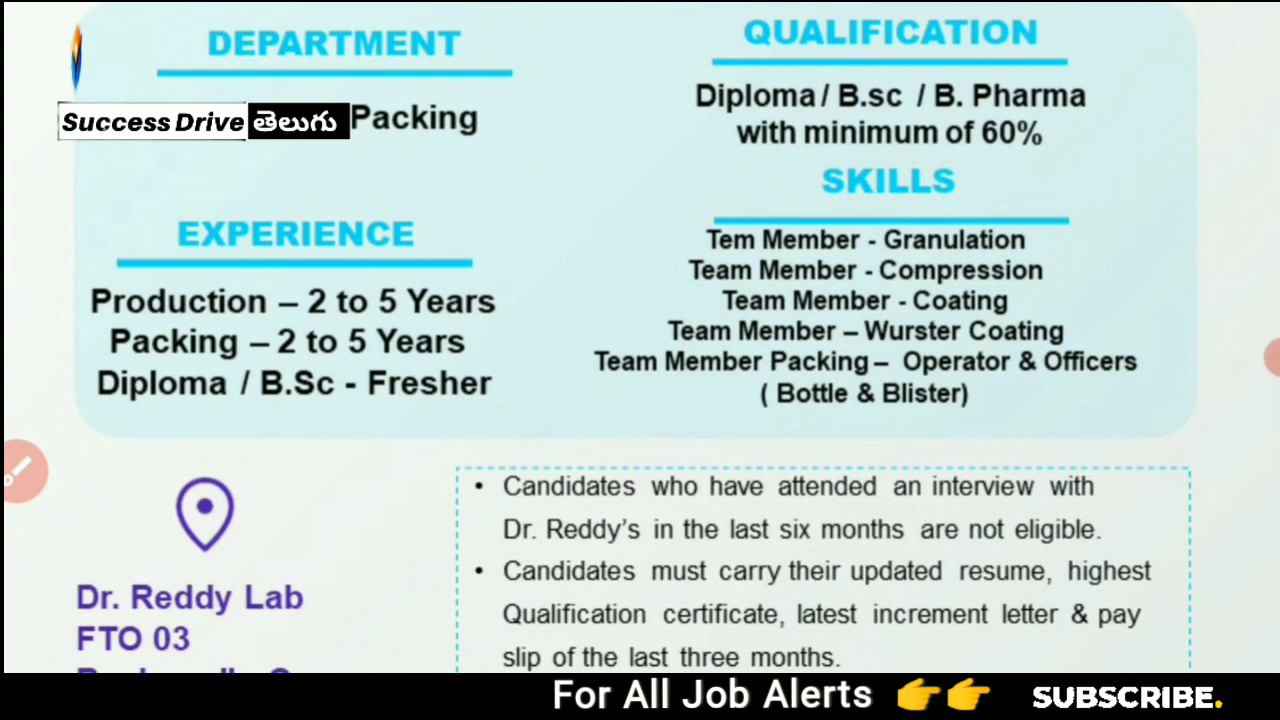 DEPARTMENT
Success Drive తెలుగు Packing
EXPERIENCE
Production – 2 to 5 Years
Packing – 2 to 5 Years
Diploma / B.Sc - Fresher
QUALIFICATION
Diploma / B.sc / B. Pharma
with minimum of 60%
SKILLS
Tem Member - Granulation
Team Member - Compression
Team Member - Coating
Team Member – Wurster Coating
Team Member Packing – Operator & Officers
( Bottle & Blister)
Dr. Reddy Lab
FTO 03
• Candidates who have attended an interview with
Dr. Reddy's in the last six months are not eligible.
• Candidates must carry their updated resume, highest
Qualification certificate, latest increment letter & pay
slip of the last three months.
For All Job Alerts 👉👉 SUBSCRIBE.